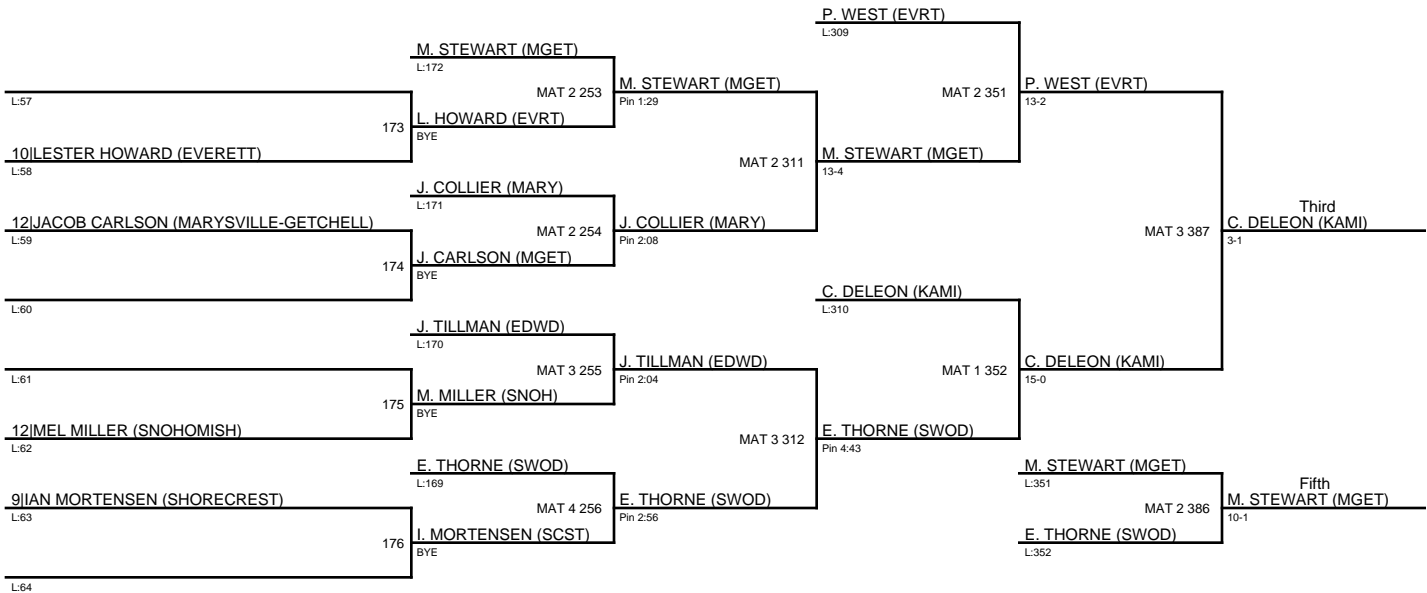 P. WEST (EVRT)
L:309
M. STEWART (MGET)
L:172
MAT 2 253
M. STEWART (MGET)
Pin 1:29
MAT 2 351
P. WEST (EVRT)
13-2
L:57
173
L. HOWARD (EVRT)
BYE
10|LESTER HOWARD (EVERETT)
L:58
MAT 2 311
M. STEWART (MGET)
13-4
J. COLLIER (MARY)
L:171
12|JACOB CARLSON (MARYSVILLE-GETCHELL)
L:59
MAT 2 254
J. COLLIER (MARY)
Pin 2:08
MAT 3 387
Third
C. DELEON (KAMI)
3-1
174
J. CARLSON (MGET)
BYE
L:60
C. DELEON (KAMI)
L:310
J. TILLMAN (EDWD)
L:170
L:61
MAT 3 255
J. TILLMAN (EDWD)
Pin 2:04
MAT 1 352
C. DELEON (KAMI)
15-0
175
M. MILLER (SNOH)
BYE
12|MEL MILLER (SNOHOMISH)
L:62
MAT 3 312
E. THORNE (SWOD)
Pin 4:43
E. THORNE (SWOD)
L:169
M. STEWART (MGET)
L:351
9|IAN MORTENSEN (SHORECREST)
L:63
MAT 4 256
E. THORNE (SWOD)
Pin 2:56
MAT 2 386
Fifth
M. STEWART (MGET)
10-1
176
I. MORTENSEN (SCST)
BYE
E. THORNE (SWOD)
L:352
L:64